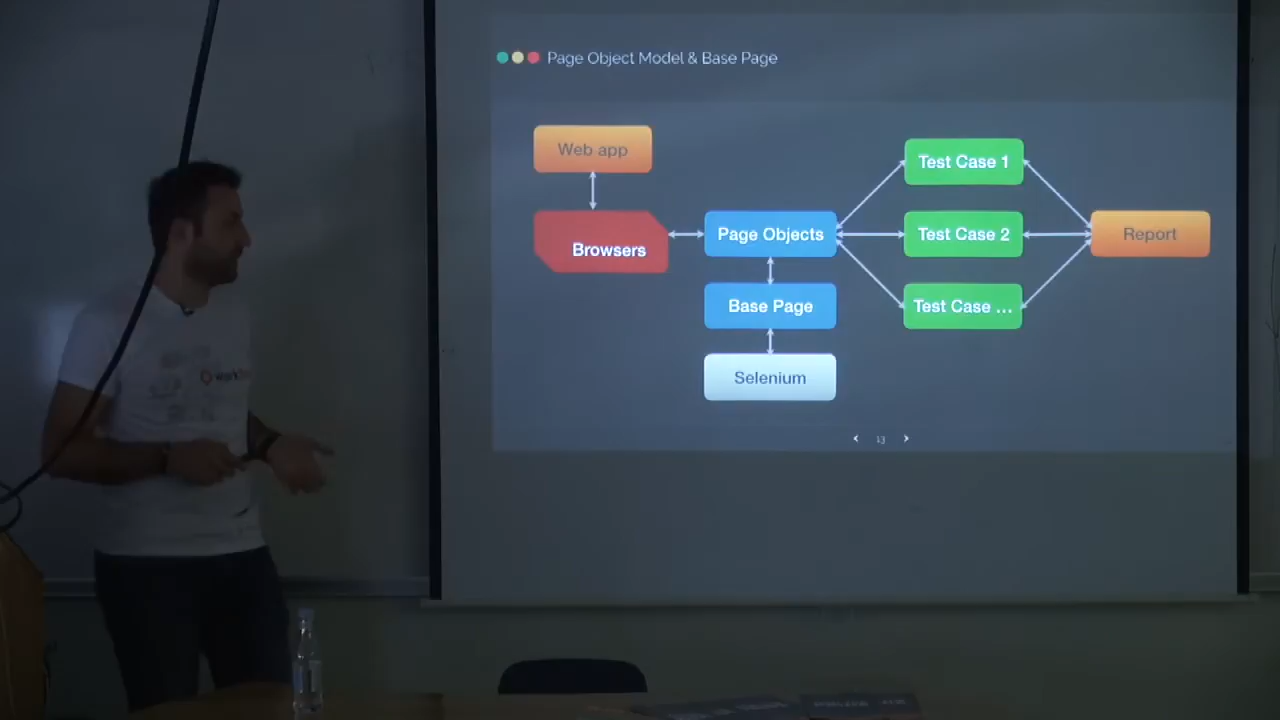 Page Object Model & Base Page
Web app
Browsers
Page Objects
Base Page
Selenium
Test Case 1
Test Case 2
Test Case ...
Report
13